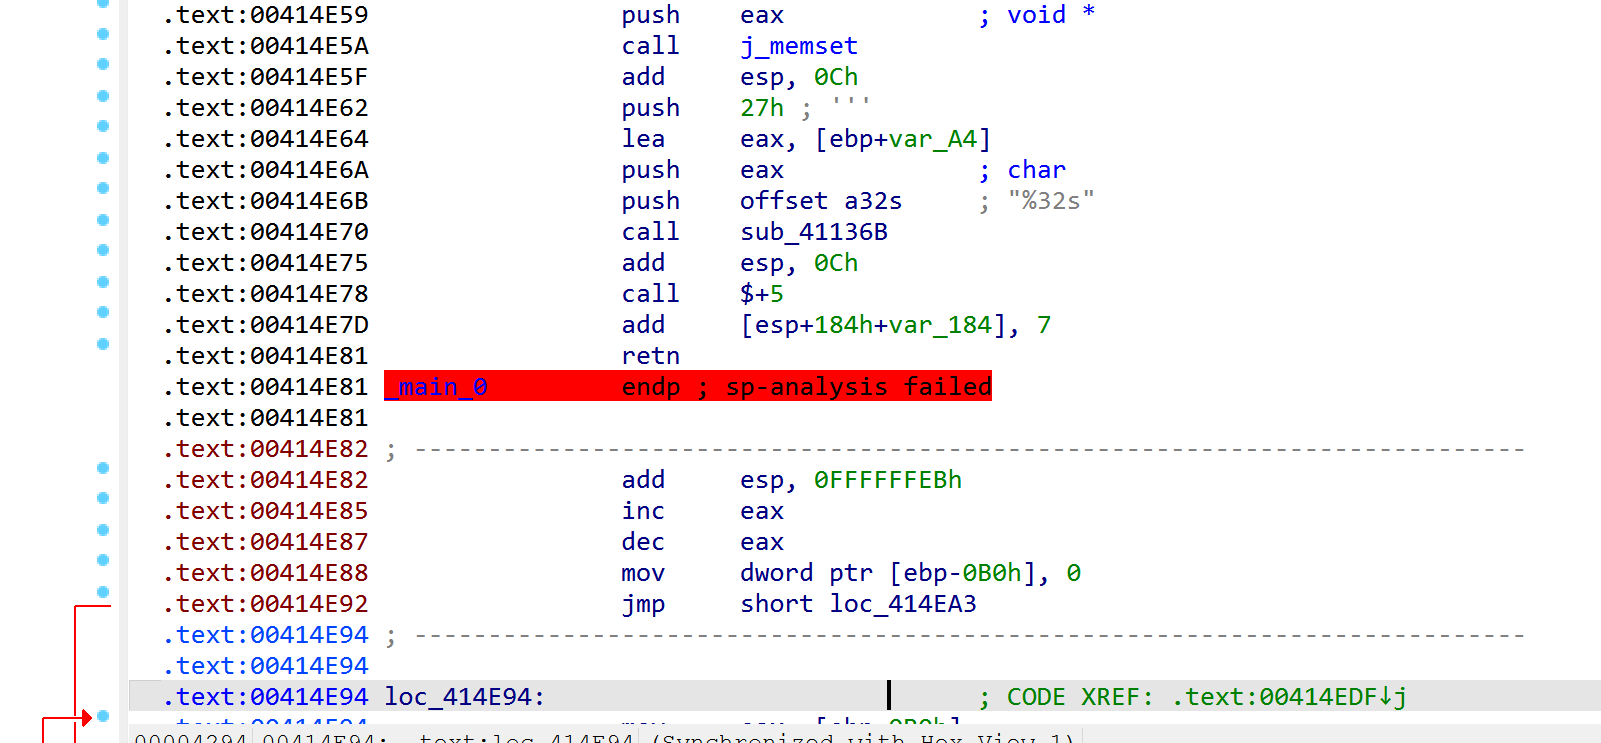 .text:00414E59 push eax ; void *
.text:00414E5A call j_memset
.text:00414E5F add esp, 0Ch
.text:00414E62 push 27h ; '''
.text:00414E64 lea eax, [ebp+var_A4]
.text:00414E6A push eax ; char
.text:00414E6B push offset a32s ; "%32s"
.text:00414E70 call sub_41136B
.text:00414E75 add esp, 0Ch
.text:00414E78 call $+5
.text:00414E7D add [esp+184h+var_184], 7
.text:00414E81 retn
.text:00414E81 _main_0 endp ; sp-analysis failed
.text:00414E81
.text:00414E82 ; ---------------------------------------------------------------------------
.text:00414E82 add esp, 0FFFFFFEBh
.text:00414E85 inc eax
.text:00414E87 dec eax
.text:00414E88 mov dword ptr [ebp-0B0h], 0
.text:00414E92 jmp short loc_414EA3
.text:00414E94 ; ---------------------------------------------------------------------------
.text:00414E94
.text:00414E94 loc_414E94: ; CODE XREF: .text:00414EDF↓j
.text:00414E94 mov eax, [ebp-0B0h]
00004294 00414E94: .text:loc_414E94 (Synchronized with Hex View-1)